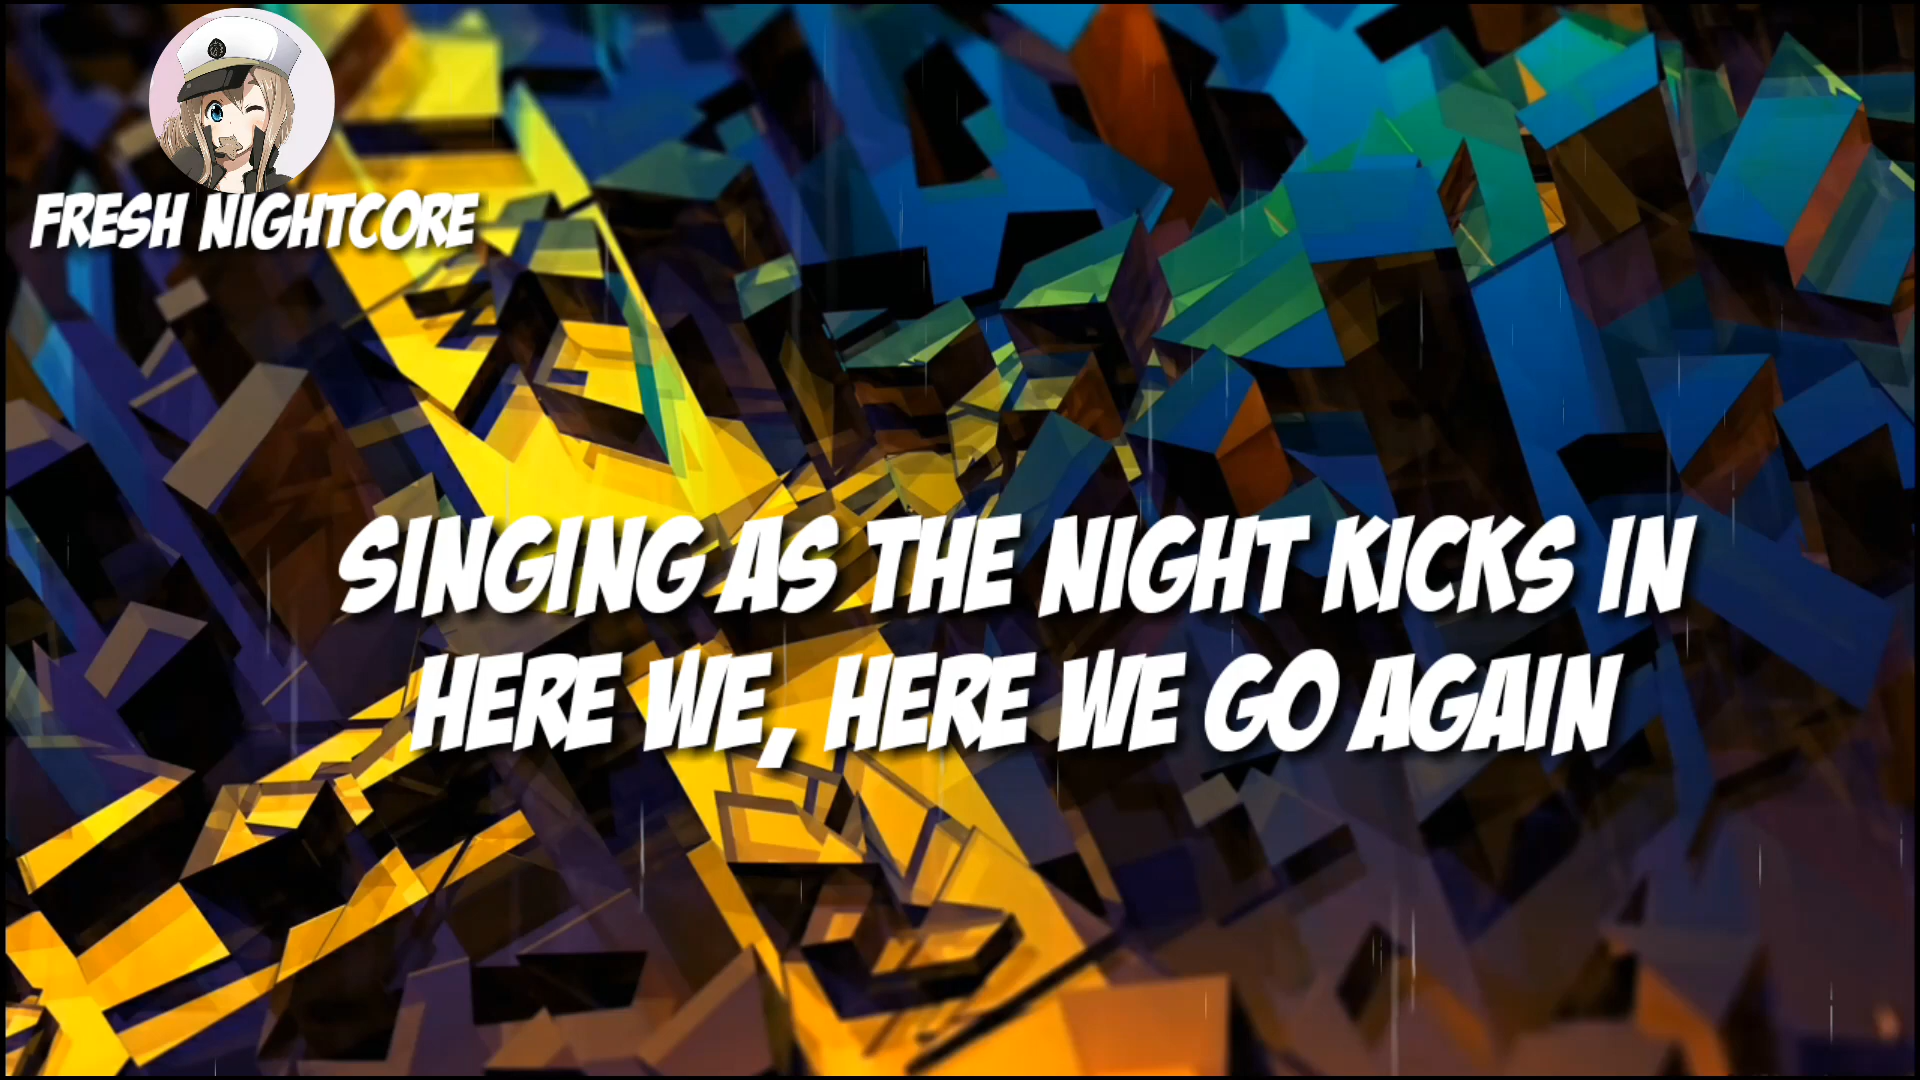 FRESH NIGHTCORE
SINGING AS THE NIGHT KICKS IN
HERE WE, HERE WE GO AGAIN